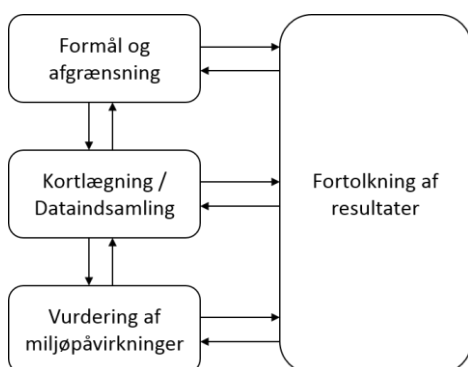 Formål og
afgrænsning
Kortlægning /
Dataindsamling
Vurdering af
miljøpåvirkninger
Fortolkning af
resultater